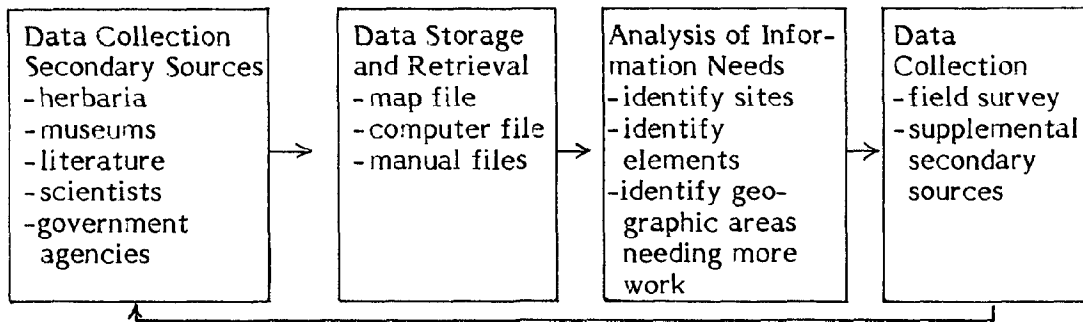 Data Collection
Secondary Sources
-herbaria
-museums
-literature
-scientists
-government
agencies
Data Storage
and Retrieval
-map file
-computer file
-manual files
Analysis of Infor-
mation Needs
-identify sites
-identify
elements
-identify geo-
graphic areas
needing more
work
Data
Collection
-field survey
-supplemental
secondary
sources